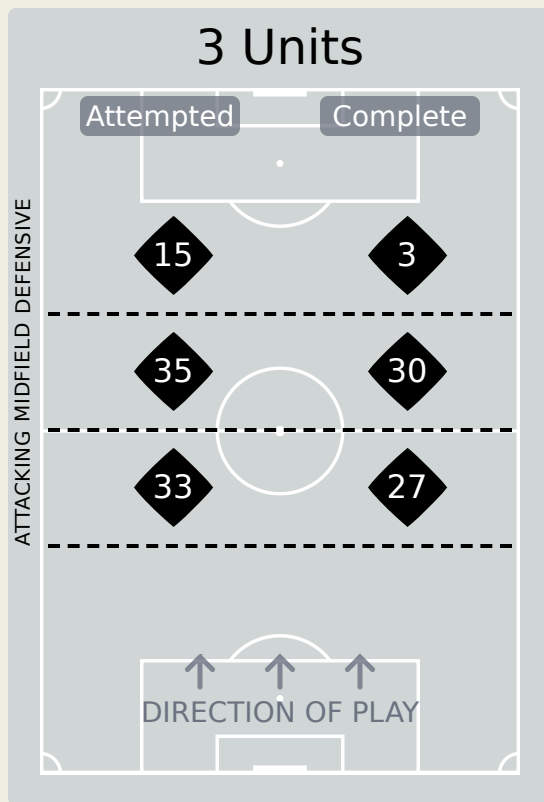 3 Units
Attempted Complete
15 3
35 30
33 27
ATTACKING MIDFIELD DEFENSIVE
DIRECTION OF PLAY